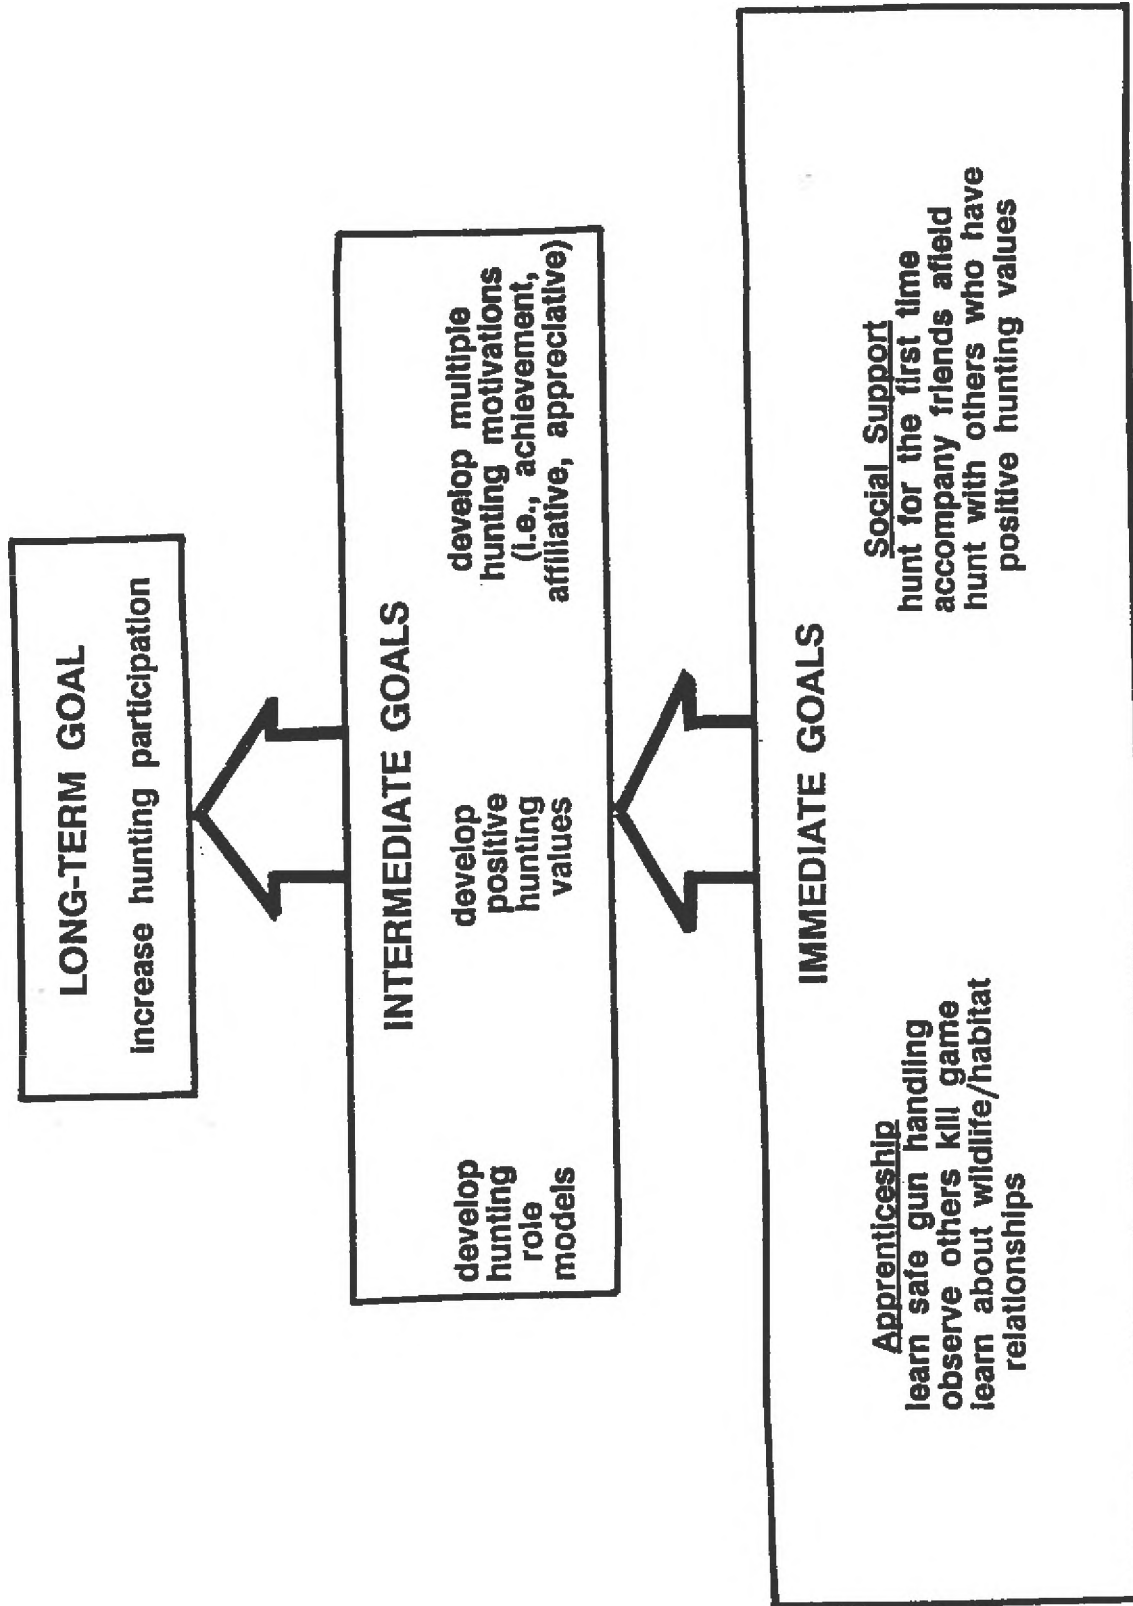 LONG-TERM GOAL
increase hunting participation
INTERMEDIATE GOALS
develop
hunting
role
models
develop
positive
hunting
values
develop multiple
hunting motivations
(i.e., achievement,
affiliative, appreciative)
IMMEDIATE GOALS
Apprenticeship
learn safe gun handling
observe others kill game
learn about wildlife/habitat
relationships
Social Support
hunt for the first time
accompany friends afield
hunt with others who have
positive hunting values